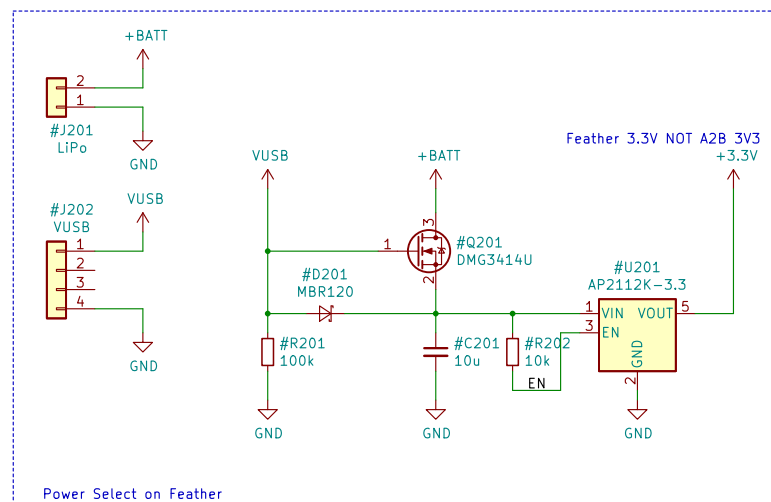 +BATT
2
1
#J201
LiPo
GND
#J202
VUSB
VUSB
1
2
3
4
GND
VUSB
+BATT
3
1
#Q201
DMG3414U
2
#D201
MBR120
#R201
100k
GND
#C201
10u
GND
#R202
10k
EN
Feather 3.3V NOT A2B 3V3
+3.3V
#U201
AP2112K-3.3
1
VIN
VOUT
5
3
EN
GND
2
GND
Power Select on Feather